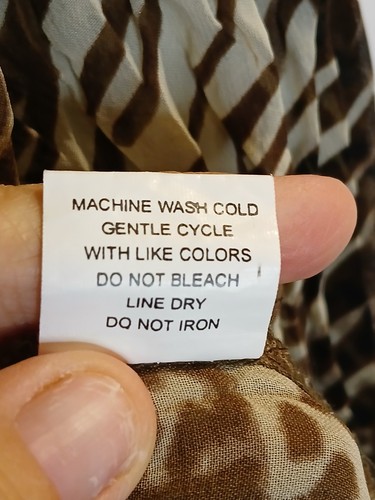 MACHINE WASH COLD
GENTLE CYCLE
WITH LIKE COLORS
DO NOT BLEACH
LINE DRY
DO NOT IRON